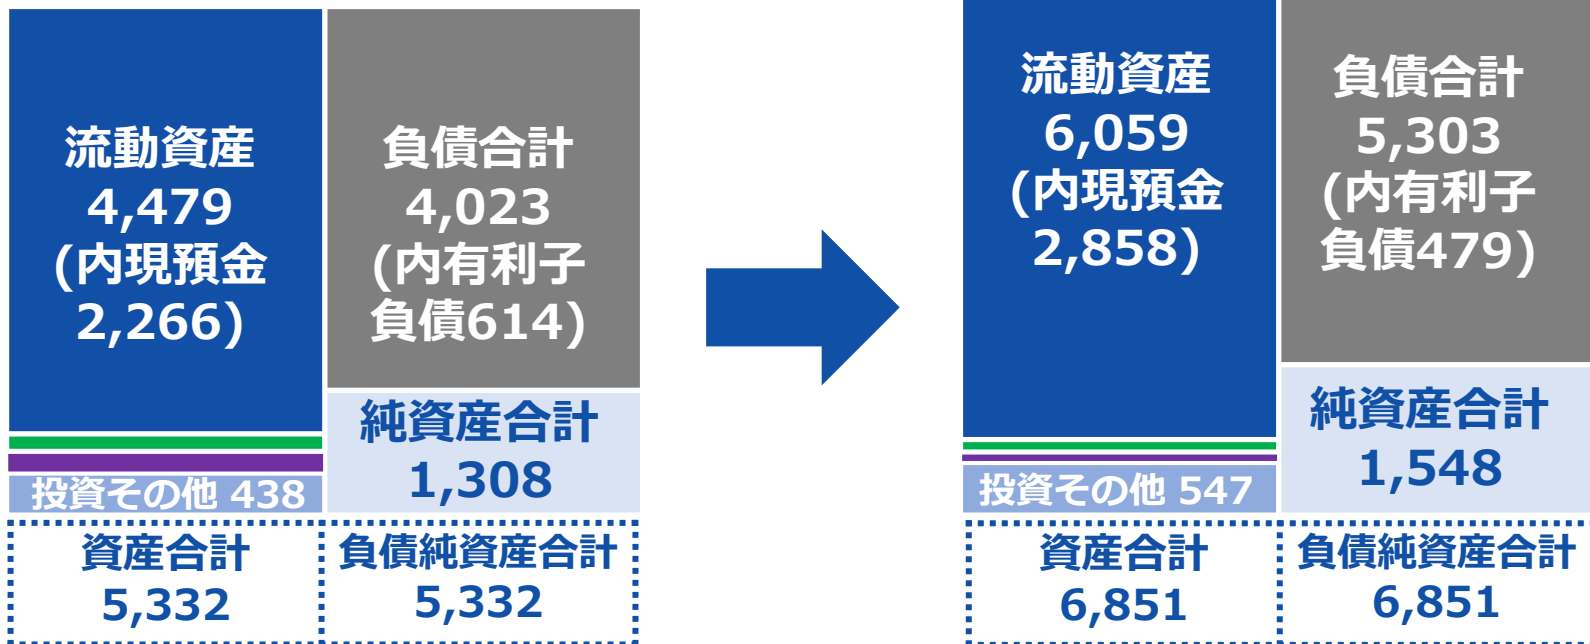 流動資産
4,479
(内現預金
2,266)
負債合計
4,023
(内有利子
負債614)
投資その他 438
純資産合計
1,308
資産合計
5,332
負債純資産合計
5,332
流動資産
6,059
(内現預金
2,858)
負債合計
5,303
(内有利子
負債479)
投資その他 547
純資産合計
1,548
資産合計
6,851
負債純資産合計
6,851